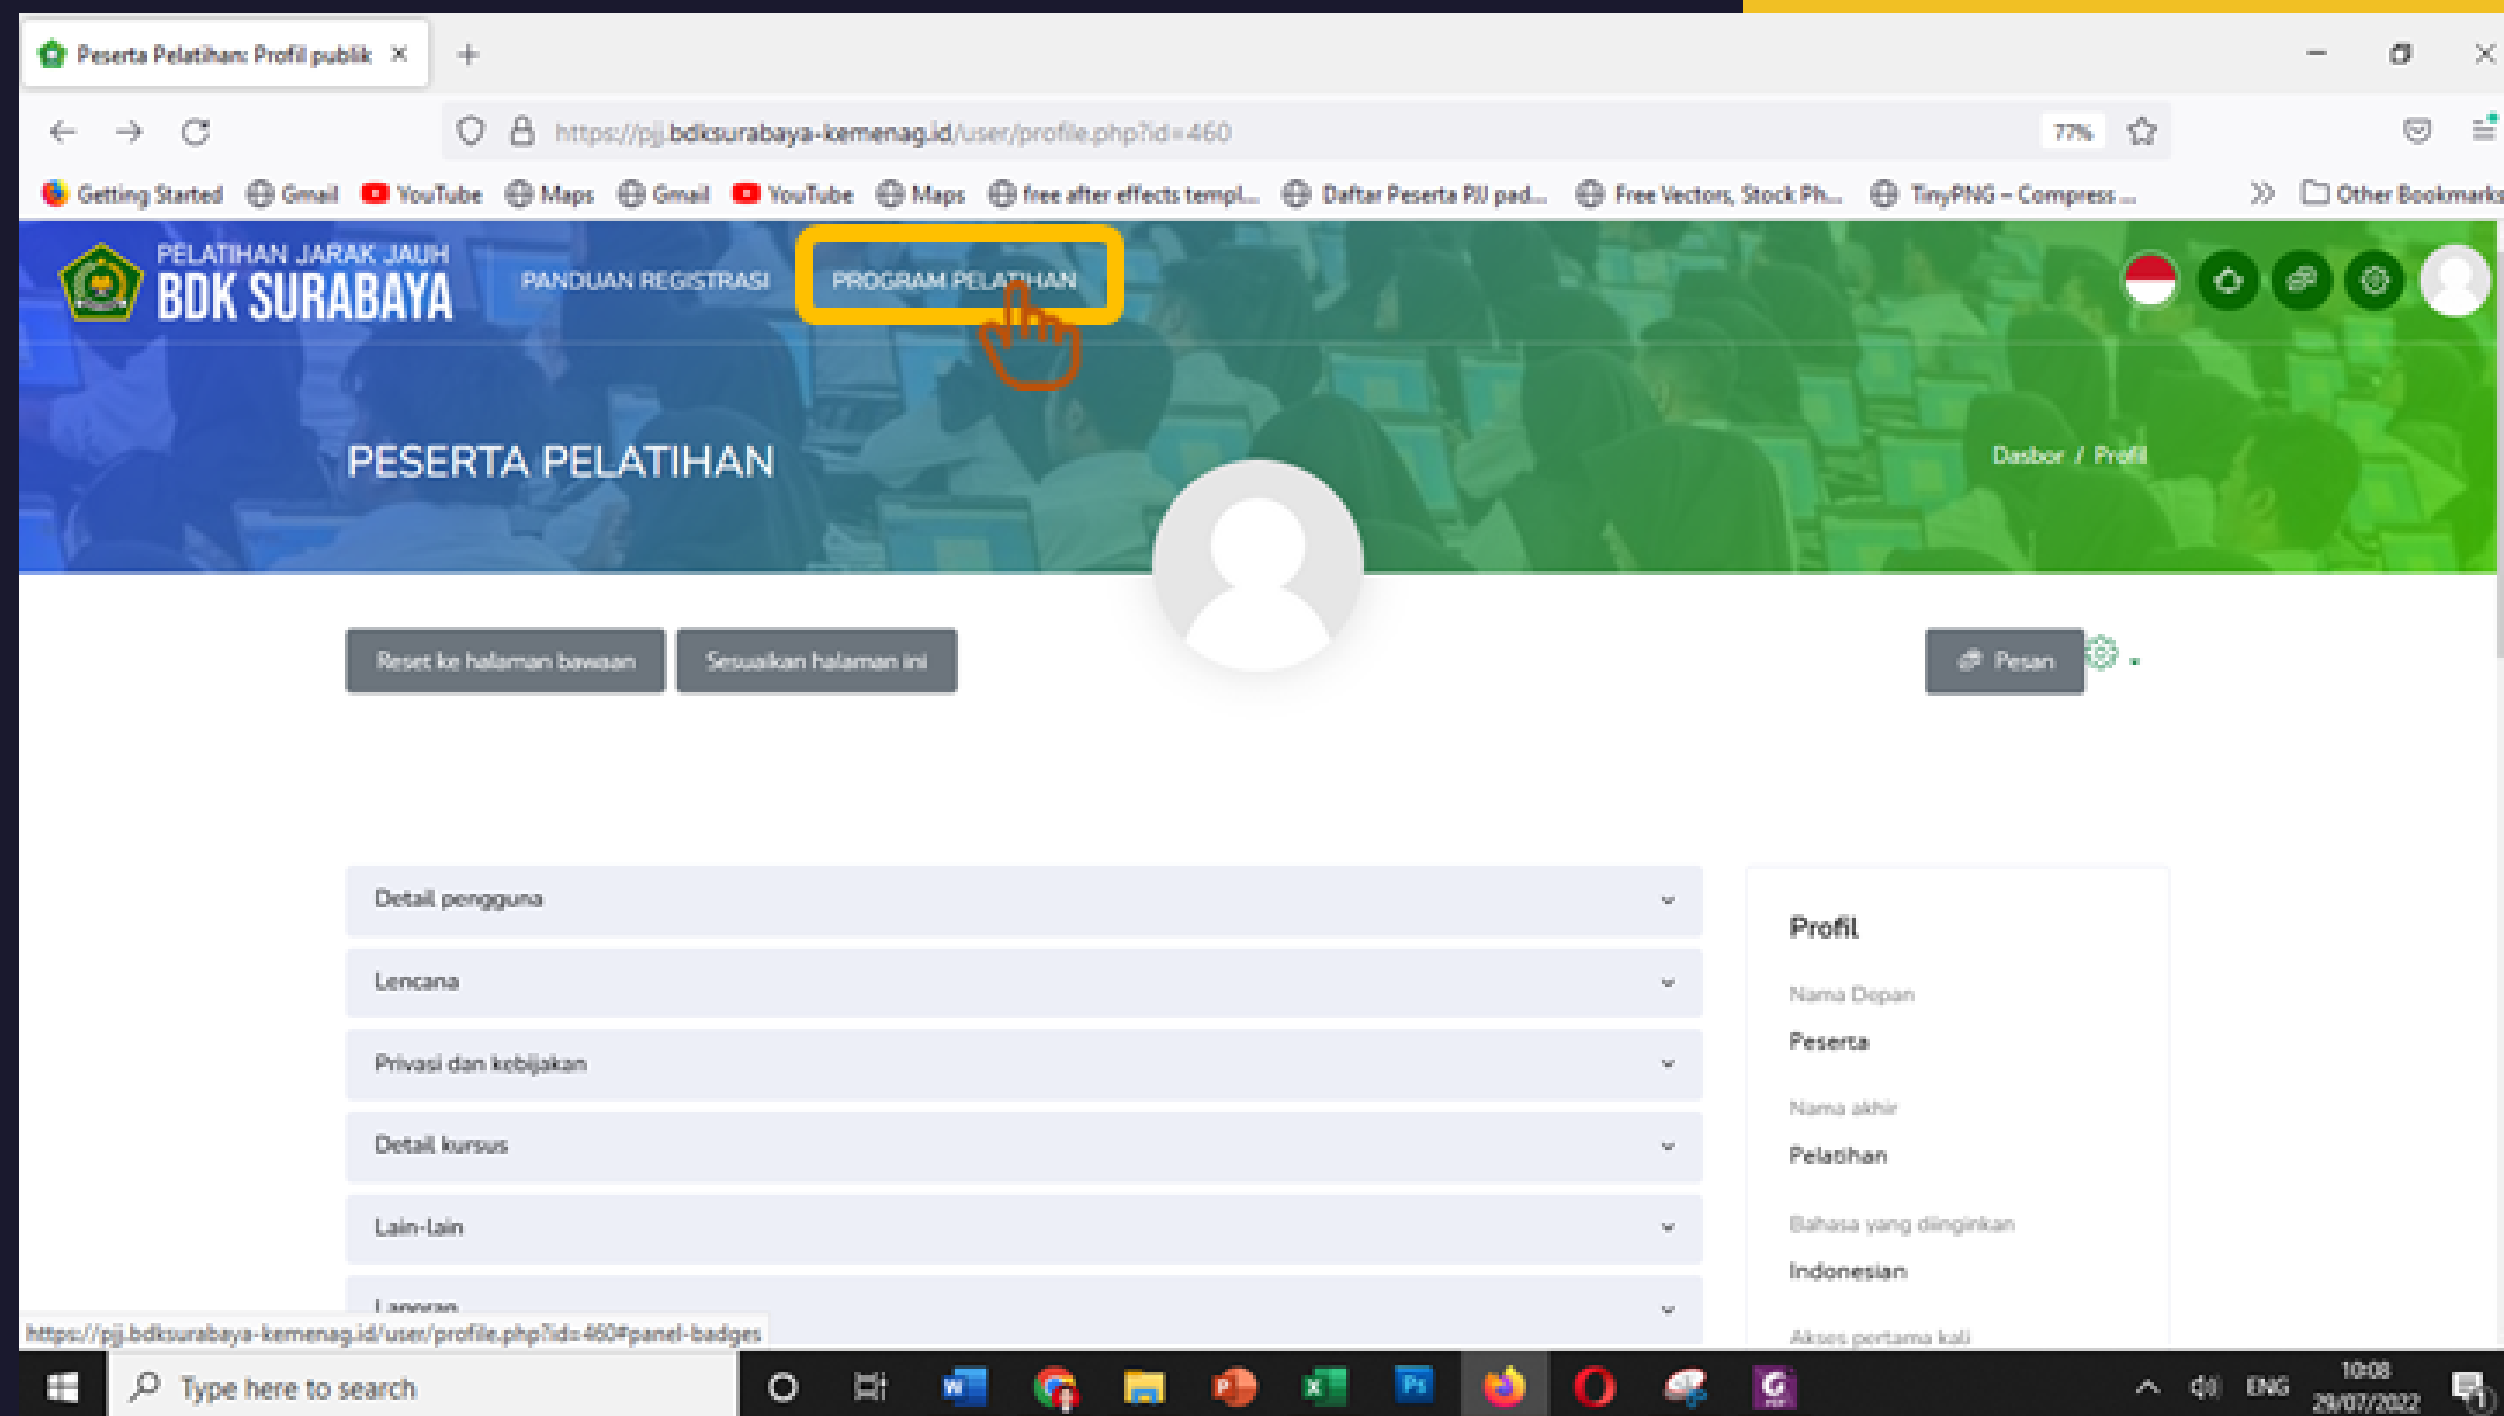 Peserta Pelatihan: Profil publik
https://pjj.bdksurabaya-kemenag.id/user/profile.php?id=460 77%
Getting Started Gmail YouTube Maps Gmail YouTube Maps free after effects templ... Daftar Peserta PJJ pad... Free Vectors, Stock Ph... TinyPNG – Compress ... Other Bookmarks
PELATIHAN JARAK JAUH
BDK SURABAYA
PANDUAN REGISTRASI PROGRAM PELATIHAN
PESERTA PELATIHAN
Dasbor / Profil
Reset ke halaman bawaan Sesuaikan halaman ini Pesan
Detail pengguna
Lencana
Privasi dan kebijakan
Detail kursus
Lain-lain
Laporan
Profil
Nama Depan
Peserta
Nama akhir
Pelatihan
Bahasa yang diinginkan
Indonesian
Akses pertama kali
https://pjj.bdksurabaya-kemenag.id/user/profile.php?id=460#panel-badges
Type here to search
W P X Ps G
ENG
10:08
29/07/2022
1